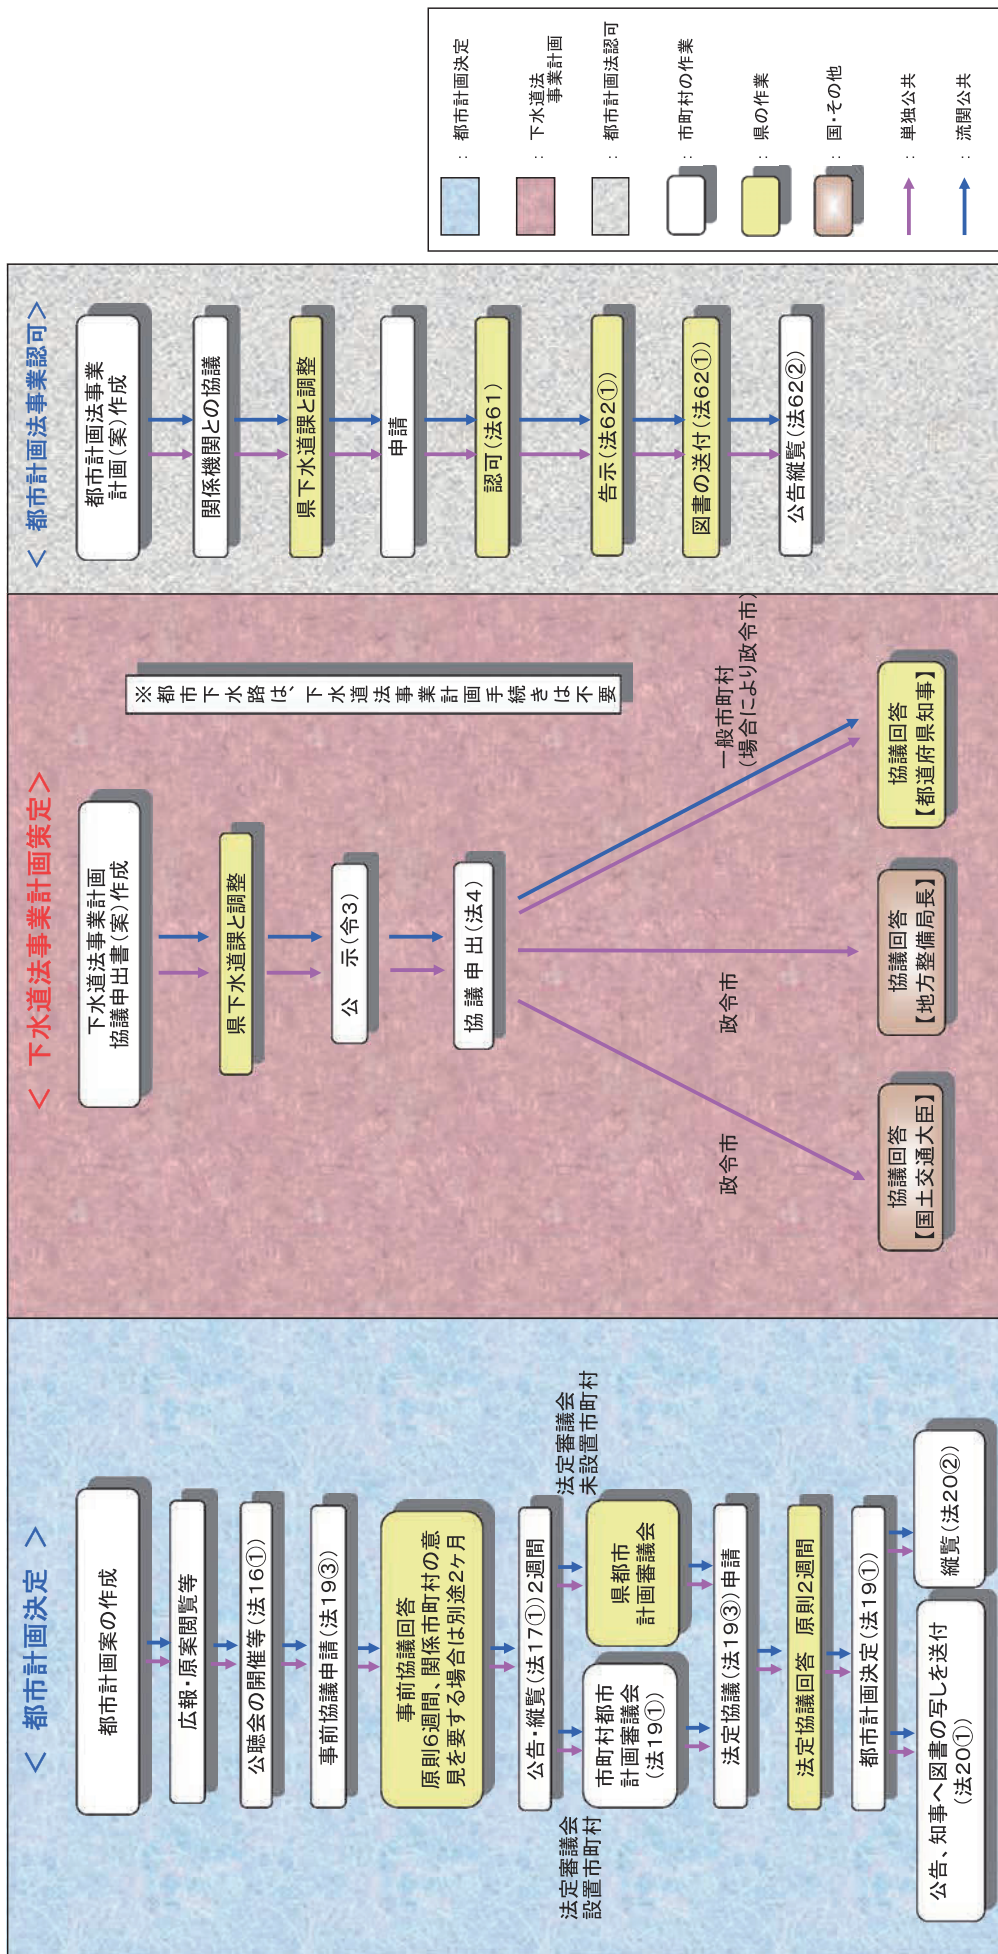 ＜ 都市計画決定 ＞
都市計画案の作成
広報・原案閲覧等
公聴会の開催等(法16①)
事前協議申請(法19③)
事前協議回答
原則6週間、関係市町村の意
見を要する場合は別途2ヶ月
公告・縦覧(法17①)2週間
法定審議会
設置市町村
法定審議会
未設置市町村
市町村都市
計画審議会
(法19①)
県都市
計画審議会
法定協議(法19③)申請
法定協議回答 原則2週間
都市計画決定(法19①)
公告、知事へ図書の写しを送付
(法20①)
縦覧(法20②)
＜ 下水道法事業計画策定＞
下水道法事業計画
協議申出書(案)作成
県下水道課と調整
公 示(令3)
協 議 申 出(法4)
※都市下水路は、下水道法事業計画手続きは不要
政令市
政令市
一般市町村
(場合により政令市)
協議回答
【国土交通大臣】
協議回答
【地方整備局長】
協議回答
【都道府県知事】
＜ 都市計画法事業認可＞
都市計画法事業
計画(案)作成
関係機関との協議
県下水道課と調整
申請
認可(法61)
告示(法62①)
図書の送付(法62①)
公告縦覧(法62②)
： 都市計画決定
： 下水道法
事業計画
： 都市計画法認可
： 市町村の作業
： 県の作業
： 国・その他
： 単独公共
： 流関公共